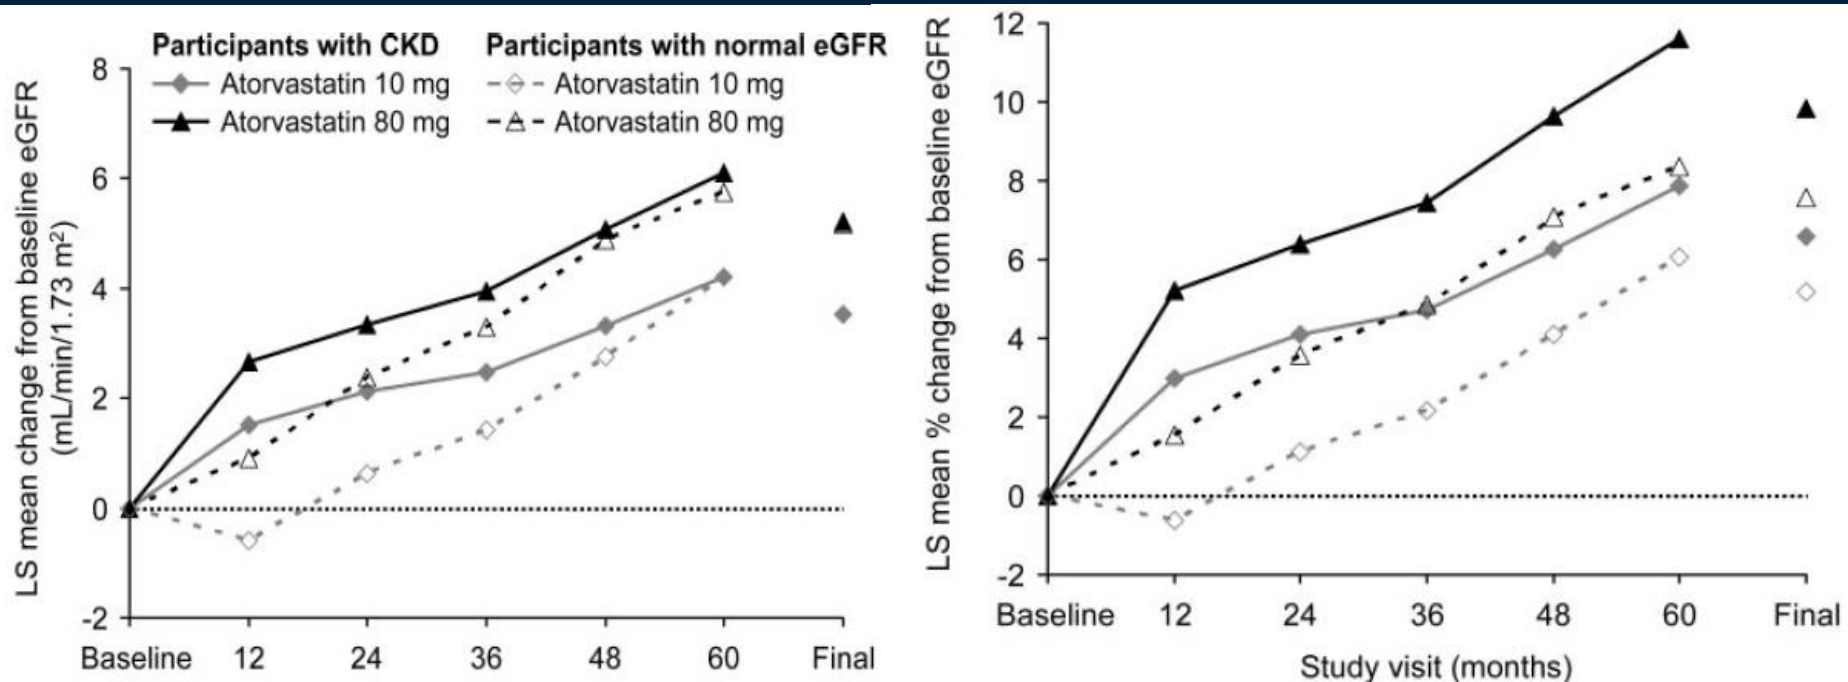 Participants with CKD
Atorvastatin 10 mg
Atorvastatin 80 mg
Participants with normal eGFR
Atorvastatin 10 mg
Atorvastatin 80 mg
LS mean change from baseline eGFR
(mL/min/1.73 m²)
8
6
4
2
0
-2
Baseline 12 24 36 48 60 Final
LS mean % change from baseline eGFR
12
10
8
6
4
2
0
-2
Baseline 12 24 36 48 60 Final
Study visit (months)